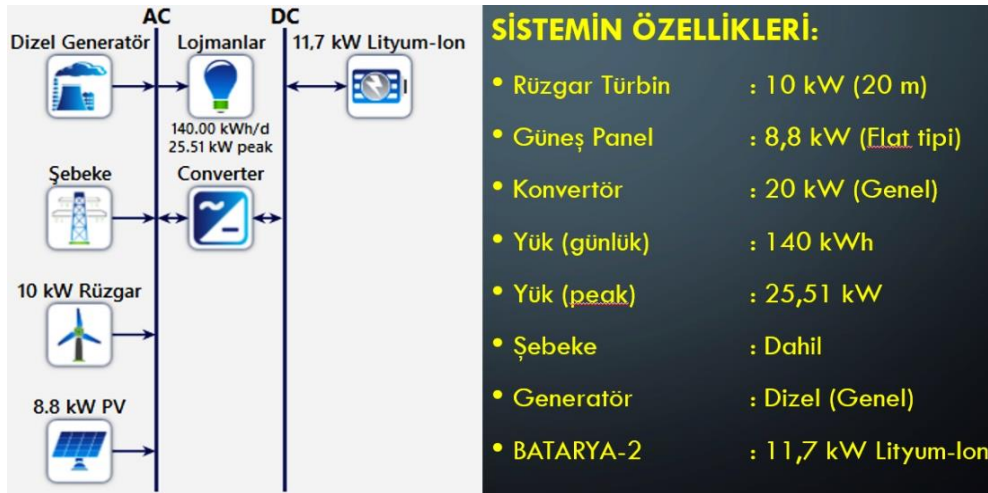 AC
DC
Dizel Generatör
Lojmanlar
11,7 kW Lityum-Ion
140.00 kWh/d
25.51 kW peak
Şebeke
Converter
10 kW Rüzgar
8.8 kW PV
SİSTEMİN ÖZELLİKLERİ:
• Rüzgar Türbin : 10 kW (20 m)
• Güneş Panel : 8,8 kW (Flat tipi)
• Konvertör : 20 kW (Genel)
• Yük (günlük) : 140 kWh
• Yük (peak) : 25,51 kW
• Şebeke : Dahil
• Generatör : Dizel (Genel)
• BATARYA-2 : 11,7 kW Lityum-Ion